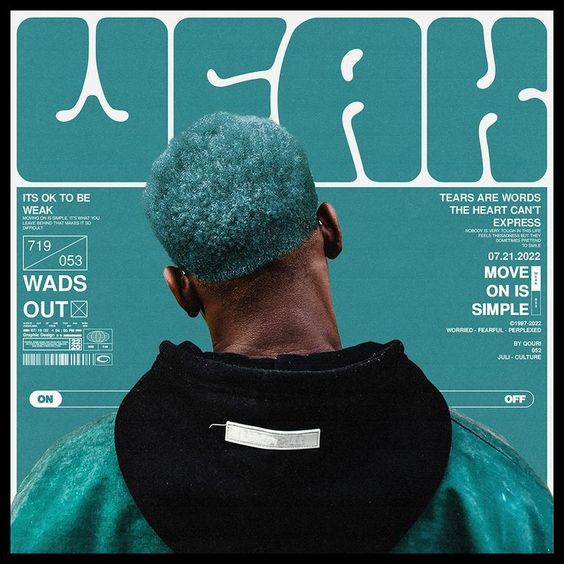 WEAK
ITS OK TO BE
WEAK
MOVING ON IS SIMPLE, IT'S WHAT YOU
LEAVE BEHIND THAT MAKES IT SO
DIFFICULT
719
053
WADS
OUT
Graphic Design
TEARS ARE WORDS
THE HEART CAN'T
EXPRESS
NOBODY IS VERY TOUGH IN THIS LIFE
FEELS THESADNESS BUT THEY
SOMETIMES PRETEND
TO SMILE
07.21.2022
MOVE
ON IS
SIMPLE
©1997-2022
WORRIED - FEARFUL - PERPLEXED
BY QOURI
052
JULI - CULTURE
ON
OFF